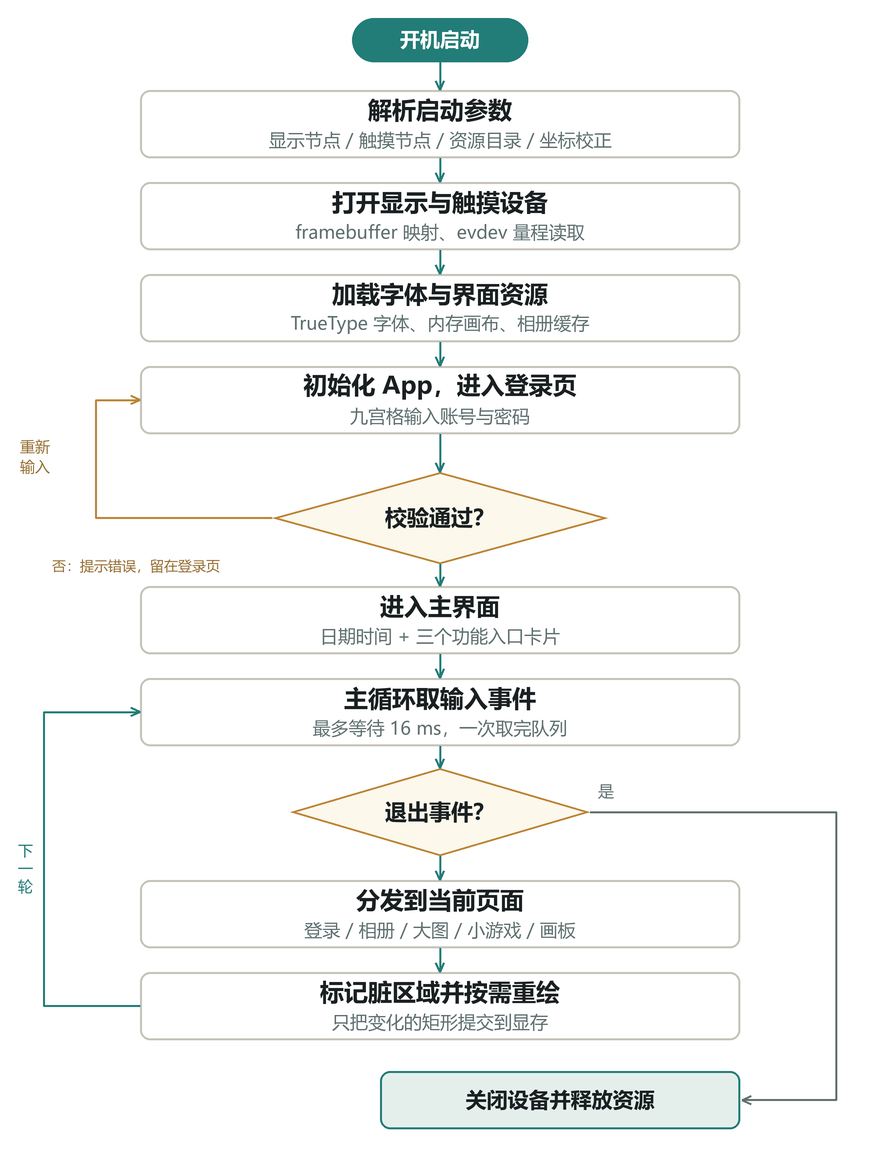 开机启动
解析启动参数
显示节点 / 触摸节点 / 资源目录 / 坐标校正
打开显示与触摸设备
framebuffer 映射、evdev 量程读取
加载字体与界面资源
TrueType 字体、内存画布、相册缓存
初始化 App，进入登录页
九宫格输入账号与密码
重新
输入
校验通过？
否：提示错误，留在登录页
进入主界面
日期时间 + 三个功能入口卡片
主循环取输入事件
最多等待 16 ms，一次取完队列
退出事件？
是
下
一
轮
分发到当前页面
登录 / 相册 / 大图 / 小游戏 / 画板
标记脏区域并按需重绘
只把变化的矩形提交到显存
关闭设备并释放资源